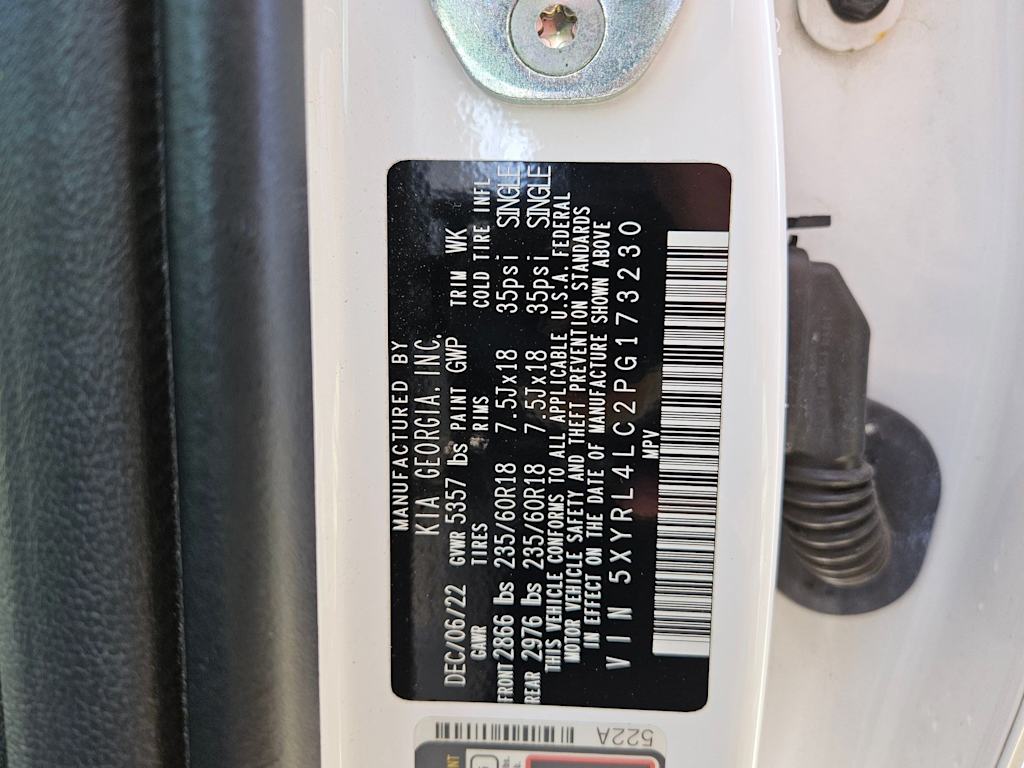 MANUFACTURED BY
KIA GEORGIA, INC.
DEC/06/22 GVWR 5357 lbs PAINT GWP TRIM WK
GAWR TIRES RIMS COLD TIRE INFL
FRONT 2866 lbs 235/60R18 7.5Jx18 35psi SINGLE
REAR 2976 lbs 235/60R18 7.5Jx18 35psi SINGLE
THIS VEHICLE CONFORMS TO ALL APPLICABLE U.S.A. FEDERAL
MOTOR VEHICLE SAFETY AND THEFT PREVENTION STANDARDS
IN EFFECT ON THE DATE OF MANUFACTURE SHOWN ABOVE
VIN 5XYRL4LC2PG173230
MPV
522A